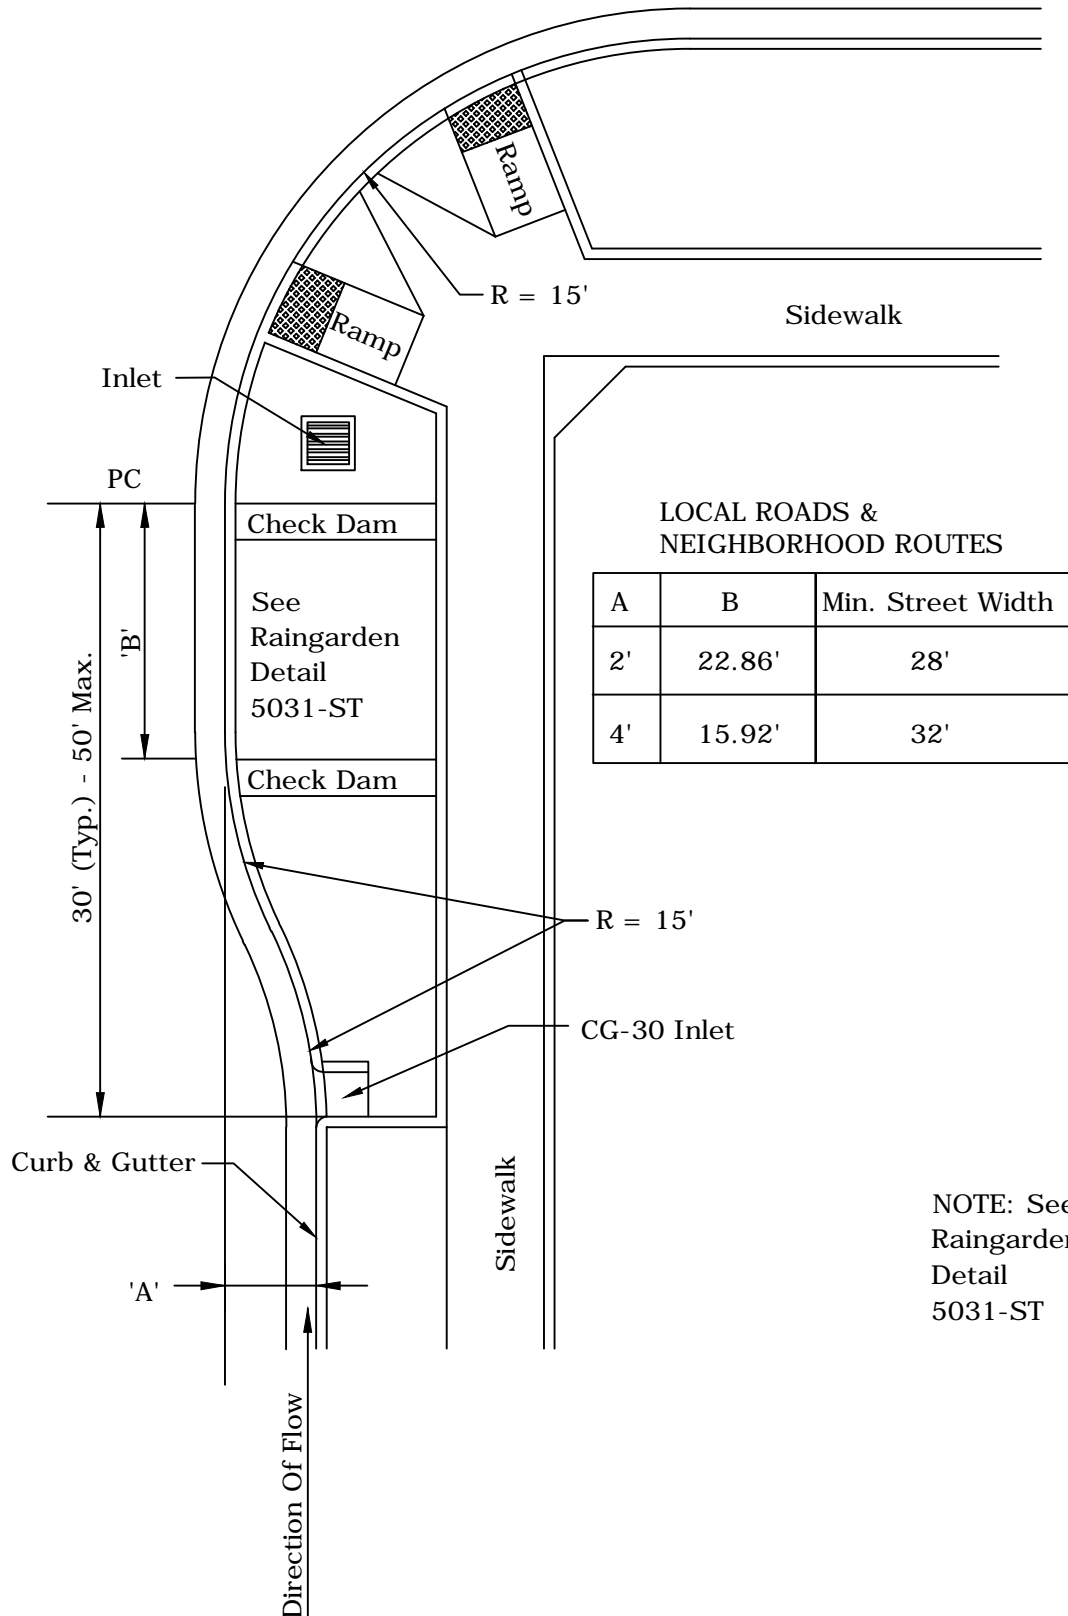 Ramp
Ramp
R = 15'
Sidewalk
Inlet
PC
Check Dam
LOCAL ROADS &
NEIGHBORHOOD ROUTES
A B Min. Street Width
2' 22.86' 28'
4' 15.92' 32'
See
Raingarden
Detail
5031-ST
'B'
30' (Typ.) - 50' Max.
Check Dam
R = 15'
CG-30 Inlet
Curb & Gutter
Sidewalk
NOTE: See
Raingarden
Detail
5031-ST
'A'
Direction Of Flow